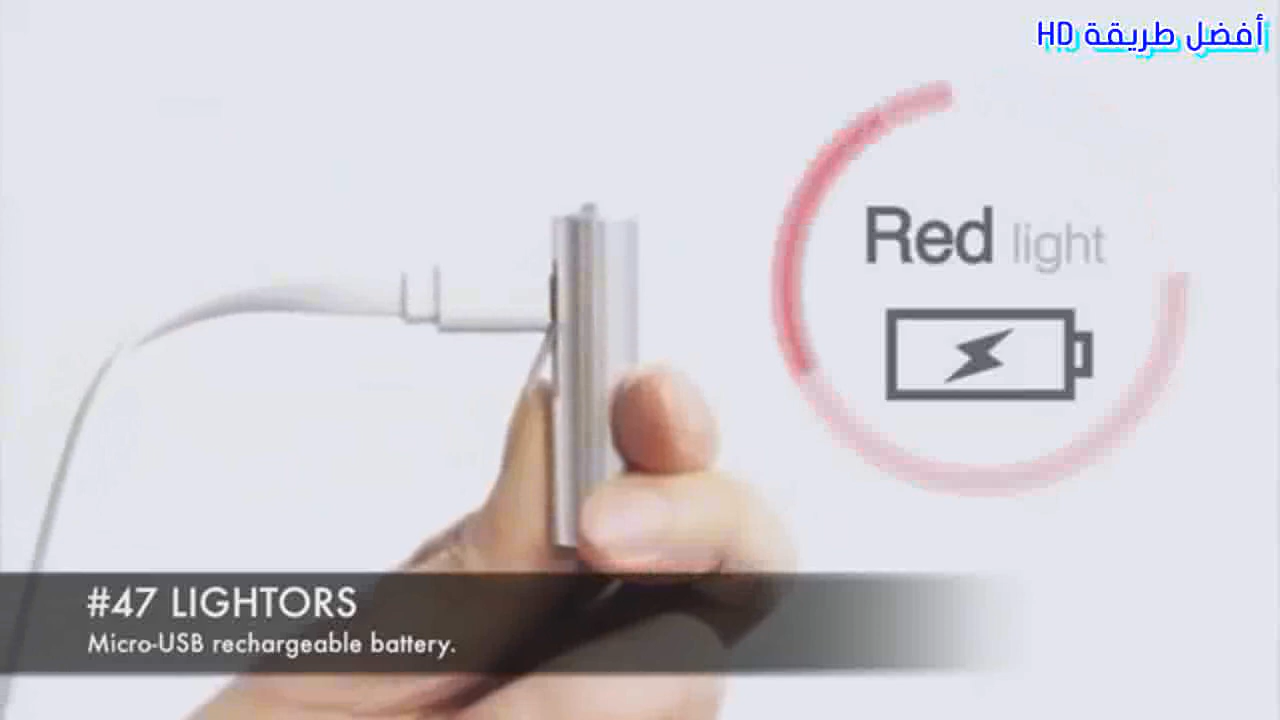 أفضل طريقة HD
Red light
#47 LIGHTORS
Micro-USB rechargeable battery.